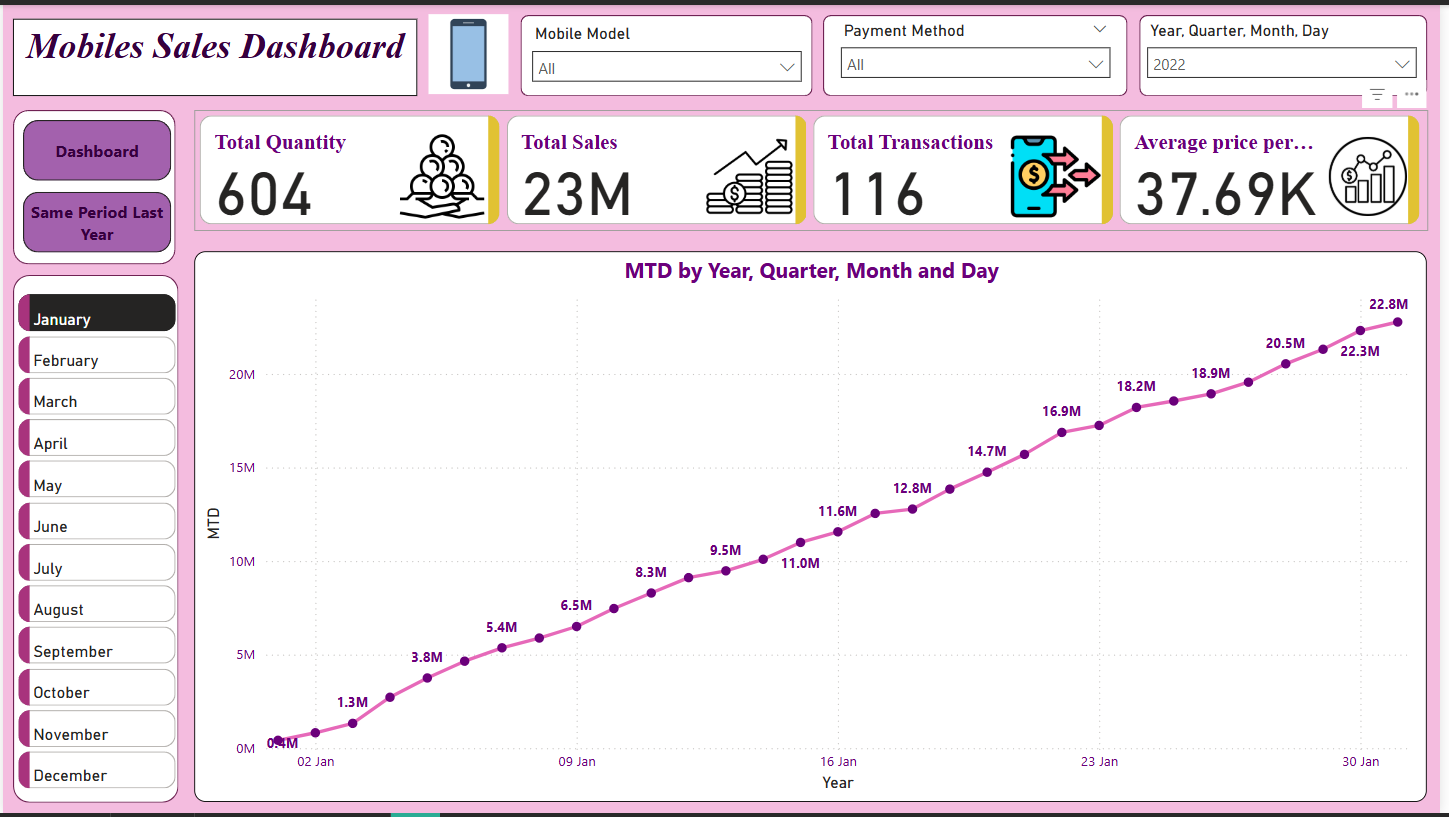 Mobiles Sales Dashboard
Mobile Model
All
Payment Method
All
Year, Quarter, Month, Day
2022
Dashboard
Same Period Last
Year
Total Quantity
604
Total Sales
23M
Total Transactions
116
Average price per...
37.69K
January
February
March
April
May
June
July
August
September
October
November
December
MTD by Year, Quarter, Month and Day
MTD
20M
15M
10M
5M
0M
0.4M
1.3M
3.8M
5.4M
6.5M
8.3M
9.5M
11.0M
11.6M
12.8M
14.7M
16.9M
18.2M
18.9M
20.5M
22.3M
22.8M
02 Jan
09 Jan
16 Jan
23 Jan
30 Jan
Year